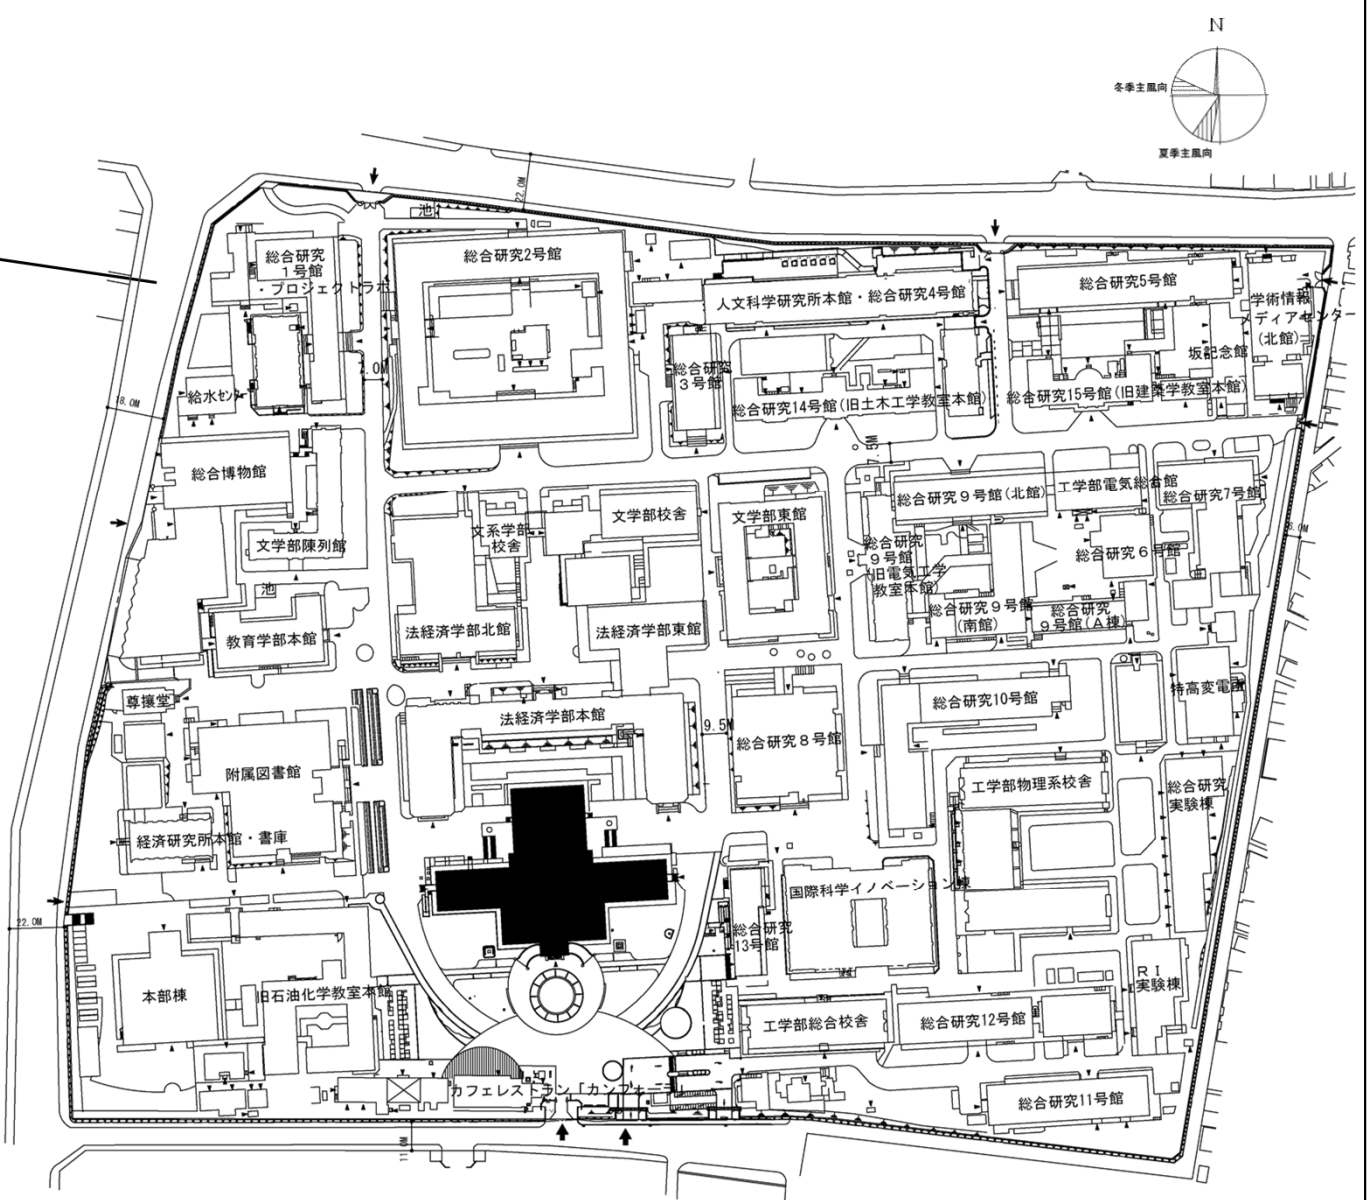 N
冬季主風向
夏季主風向
22.0M
池
総合研究
1号館
・プロジェクトラボ
総合研究2号館
人文科学研究所本館・総合研究4号館
総合研究5号館
学術情報
メディアセンター
(北館)
坂記念館
7.0M
総合研究
3号館
給水センター
18.0M
総合研究14号館(旧土木工学教室本館)
総合研究15号館(旧建築学教室本館)
7.5M
総合博物館
文学部陳列館
文系学部
校舎
文学部校舎
文学部東館
総合研究9号館(北館)
工学部電気総合館
総合研究7号館
総合研究
9号館
(旧電気工学
教室本館)
総合研究6号館
池
教育学部本館
法経済学部北館
法経済学部東館
総合研究9号館
(南館)
総合研究
9号館(A棟)
尊攘堂
総合研究10号館
特高変電所
法経済学部本館
9.5M
総合研究8号館
附属図書館
工学部物理系校舎
総合研究
実験棟
経済研究所本館・書庫
国際科学イノベーション棟
22.0M
総合研究
13号館
本部棟
旧石油化学教室本館
RI
実験棟
工学部総合校舎
総合研究12号館
カフェレストラン「カンフォーラ
総合研究11号館